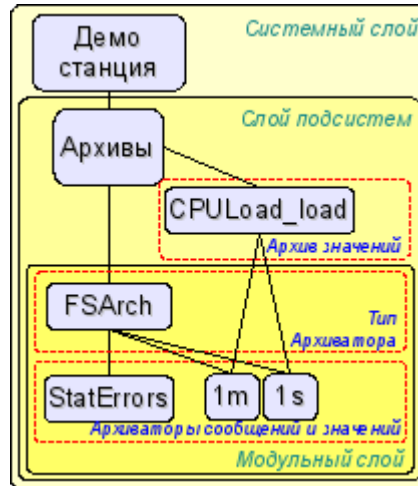 Демо
станция
Системный слой
Слой подсистем
Архивы
CPULoad_load
Архив значений
FSArch
Тип
Архиватора
StatErrors
1m
1s
Архиваторы сообщений и значений
Модульный слой